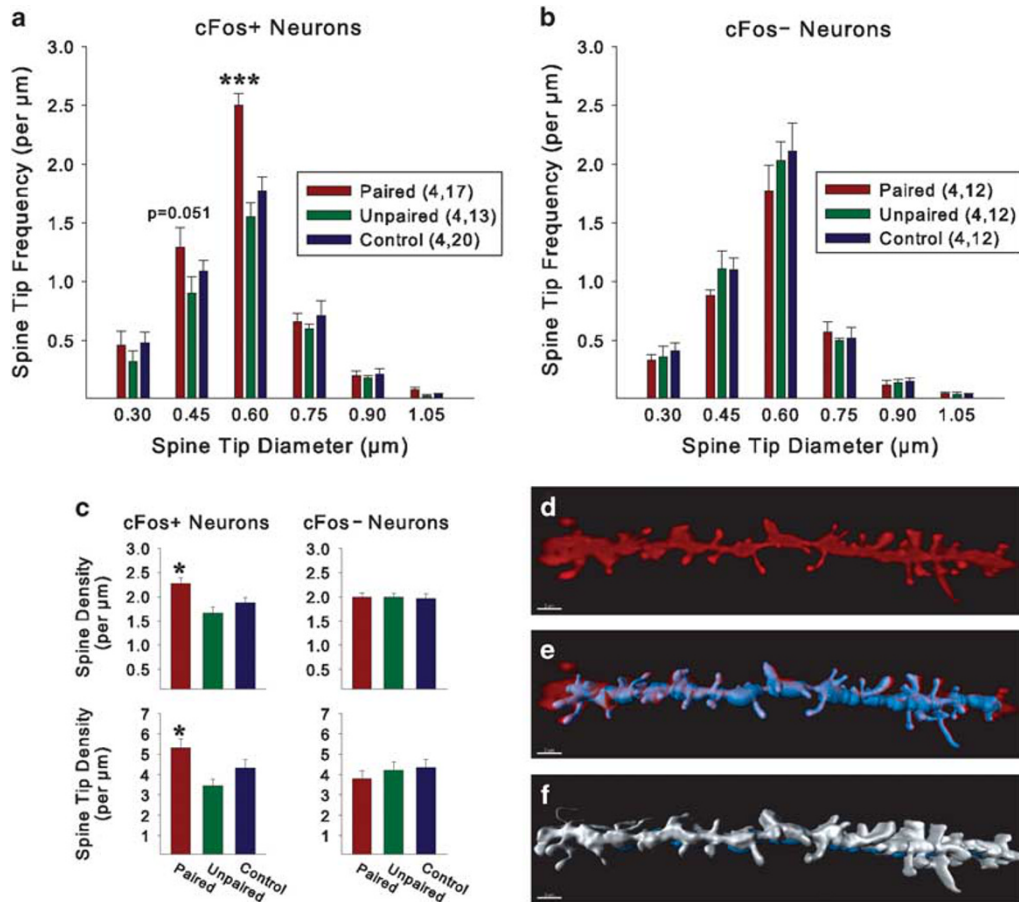 a
cFos+ Neurons
3.0
2.5
2.0
1.5
1.0
0.5
Spine Tip Frequency (per μm)
***
p=0.051
Paired (4,17)
Unpaired (4,13)
Control (4,20)
0.30 0.45 0.60 0.75 0.90 1.05
Spine Tip Diameter (μm)
b
cFos− Neurons
3.0
2.5
2.0
1.5
1.0
0.5
Spine Tip Frequency (per μm)
Paired (4,12)
Unpaired (4,12)
Control (4,12)
0.30 0.45 0.60 0.75 0.90 1.05
Spine Tip Diameter (μm)
c
cFos+ Neurons
cFos− Neurons
Spine Density
(per μm)
3.0
2.5
2.0
1.5
1.0
0.5
*
3.0
2.5
2.0
1.5
1.0
0.5
Spine Tip Density
(per μm)
7
6
5
4
3
2
1
*
7
6
5
4
3
2
1
Paired
Unpaired
Control
Paired
Unpaired
Control
d
e
f